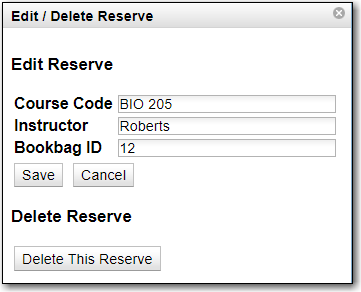 Edit / Delete Reserve
Edit Reserve
Course Code BIO 205
Instructor Roberts
Bookbag ID 12
Save Cancel
Delete Reserve
Delete This Reserve